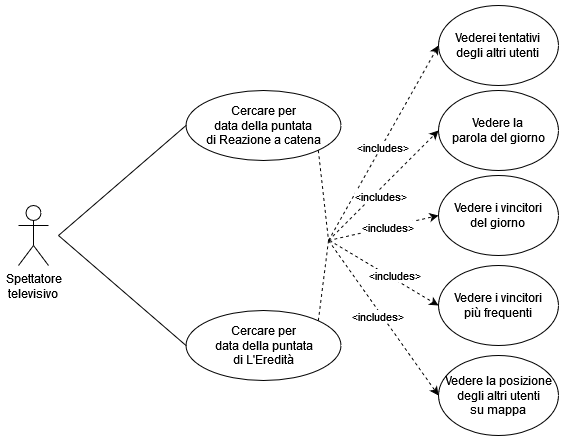 Vederei tentativi
degli altri utenti
Cercare per
data della puntata
di Reazione a catena
<includes>
Vedere la
parola del giorno
<includes>
Vedere i vincitori
del giorno
<includes>
Spettatore
televisivo
<includes>
Vedere i vincitori
più frequenti
<includes>
Cercare per
data della puntata
di L'Eredità
Vedere la posizione
degli altri utenti
su mappa